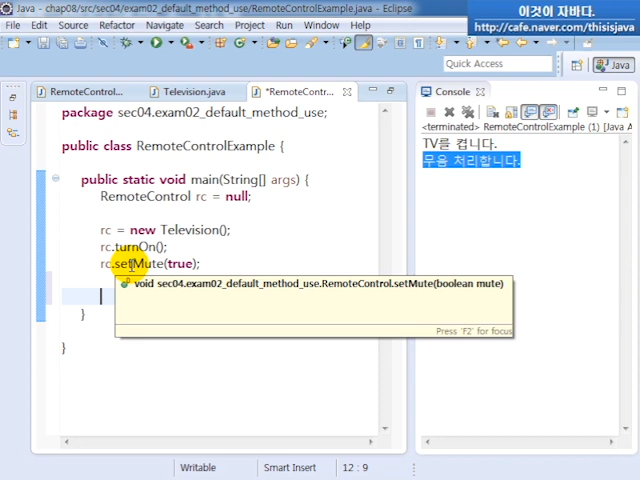 Java - chap08/src/sec04/exam02_default_method_use/RemoteControlExample.java - Eclipse
이것이 자바다.
http://cafe.naver.com/thisisjava
File Edit Source Refactor Navigate Search Project Run Window Help
Quick Access
Java
RemoteControl... Television.java *RemoteContr...
Console
<terminated> RemoteControlExample [Java A
TV를 켭니다.
무음 처리합니다.
package sec04.exam02_default_method_use;
public class RemoteControlExample {
public static void main(String[] args) {
RemoteControl rc = null;
rc = new Television();
rc.turnOn();
rc.setMute(true);
void sec04.exam02_default_method_use.RemoteControl.setMute(boolean mute)
Press 'F2' for focus
}
}
Writable Smart Insert 12 : 9